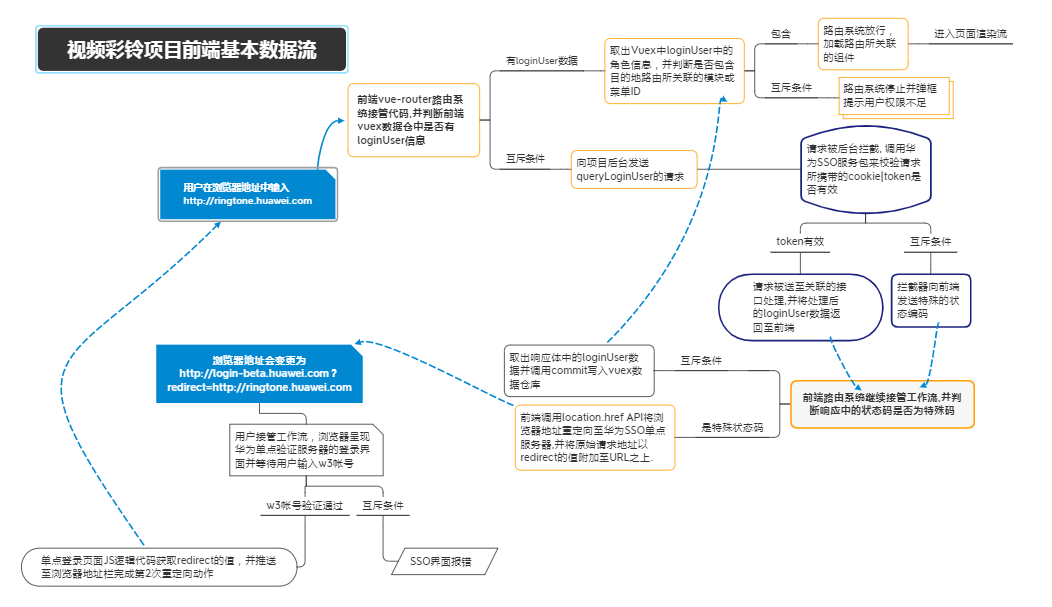 视频彩铃项目前端基本数据流
用户在浏览器地址中输入
http://ringtone.huawei.com
前端vue-router路由系
统接管代码,并判断前端
vuex数据仓中是否有
loginUser信息
有loginUser数据
取出Vuex中loginUser中的
角色信息，并判断是否包含
目的地路由所关联的模块或
菜单ID
包含
路由系统放行，
加载路由所关联
的组件
进入页面渲染流
互斥条件
路由系统停止并弹框
提示用户权限不足
互斥条件
向项目后台发送
queryLoginUser的请求
请求被后台拦截, 调用华
为SSO服务包来校验请求
所携带的cookie|token是
否有效
token有效
请求被送至关联的接
口处理,并将处理后
的loginUser数据返
回至前端
互斥条件
拦截器向前端
发送特殊的状
态编码
前端路由系统继续接管工作流,并判
断响应中的状态码是否为特殊码
互斥条件
取出响应体中的loginUser数
据并调用commit写入vuex数
据仓库
是特殊状态码
前端调用location.href API将浏
览器地址重定向至华为SSO单点
服务器,并将原始请求地址以
redirect的值附加至URL之上.
浏览器地址会变更为
http://login-beta.huawei.com？
redirect=http://ringtone.huawei.com
用户接管工作流，浏览器呈现
华为单点验证服务器的登录界
面并等待用户输入w3帐号
w3帐号验证通过
单点登录页面JS逻辑代码获取redirect的值，并推送
至浏览器地址栏完成第2次重定向动作
互斥条件
SSO界面报错